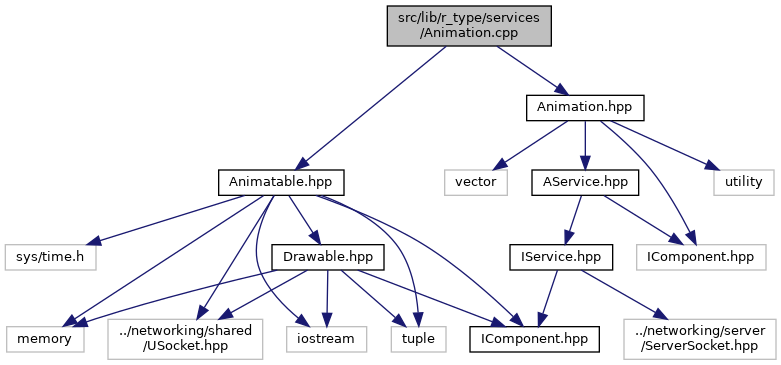 src/lib/r_type/services
/Animation.cpp
Animation.hpp
Animatable.hpp
vector
AService.hpp
utility
sys/time.h
Drawable.hpp
IService.hpp
IComponent.hpp
memory
../networking/shared
/USocket.hpp
iostream
tuple
IComponent.hpp
../networking/server
/ServerSocket.hpp